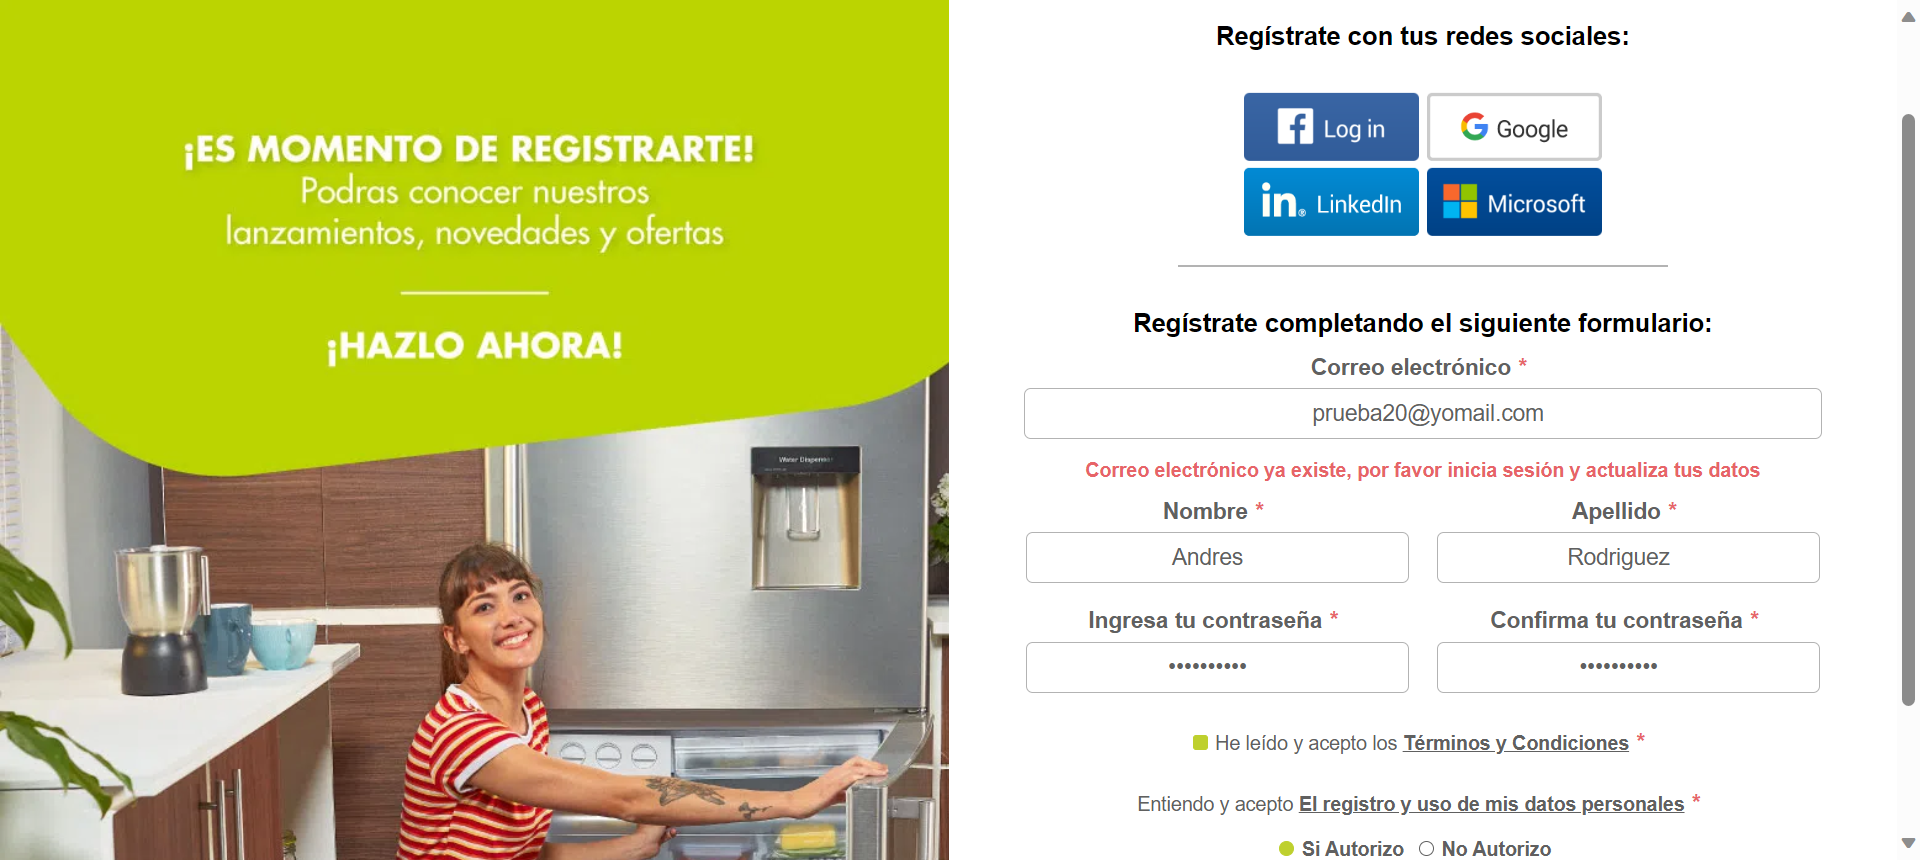 ¡ES MOMENTO DE REGISTRARTE!
Podras conocer nuestros
lanzamientos, novedades y ofertas
¡HAZLO AHORA!
Water Dispenser
Regístrate con tus redes sociales:
Log in
Google
in® LinkedIn
Microsoft
Regístrate completando el siguiente formulario:
Correo electrónico *
prueba20@yomail.com
Correo electrónico ya existe, por favor inicia sesión y actualiza tus datos
Nombre *
Apellido *
Andres
Rodriguez
Ingresa tu contraseña *
Confirma tu contraseña *
••••••••••
••••••••••
He leído y acepto los Términos y Condiciones *
Entiendo y acepto El registro y uso de mis datos personales *
Si Autorizo
No Autorizo